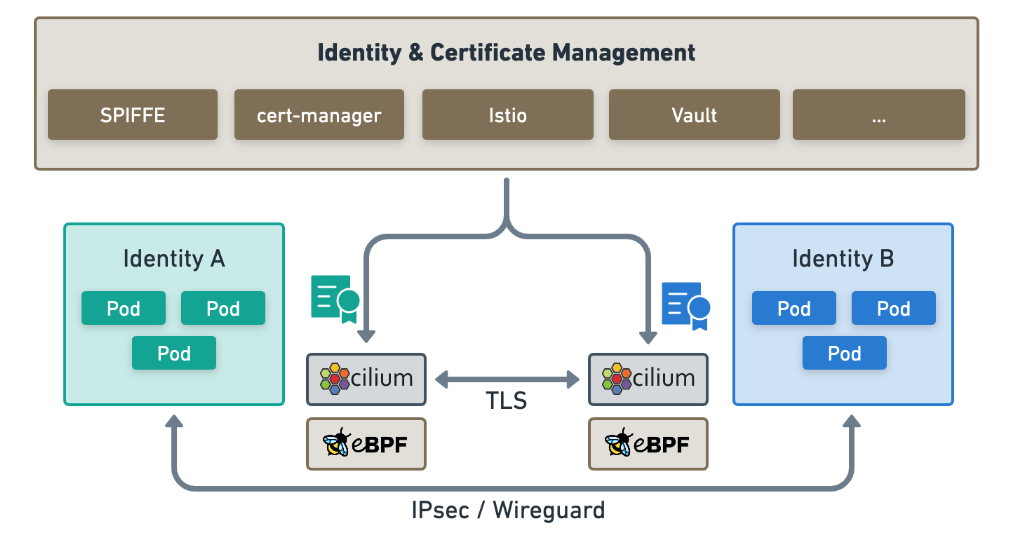 Identity & Certificate Management
SPIFFE
cert-manager
Istio
Vault
...
Identity A
Pod
Pod
Pod
Identity B
Pod
Pod
Pod
cilium
TLS
cilium
eBPF
eBPF
IPsec / Wireguard